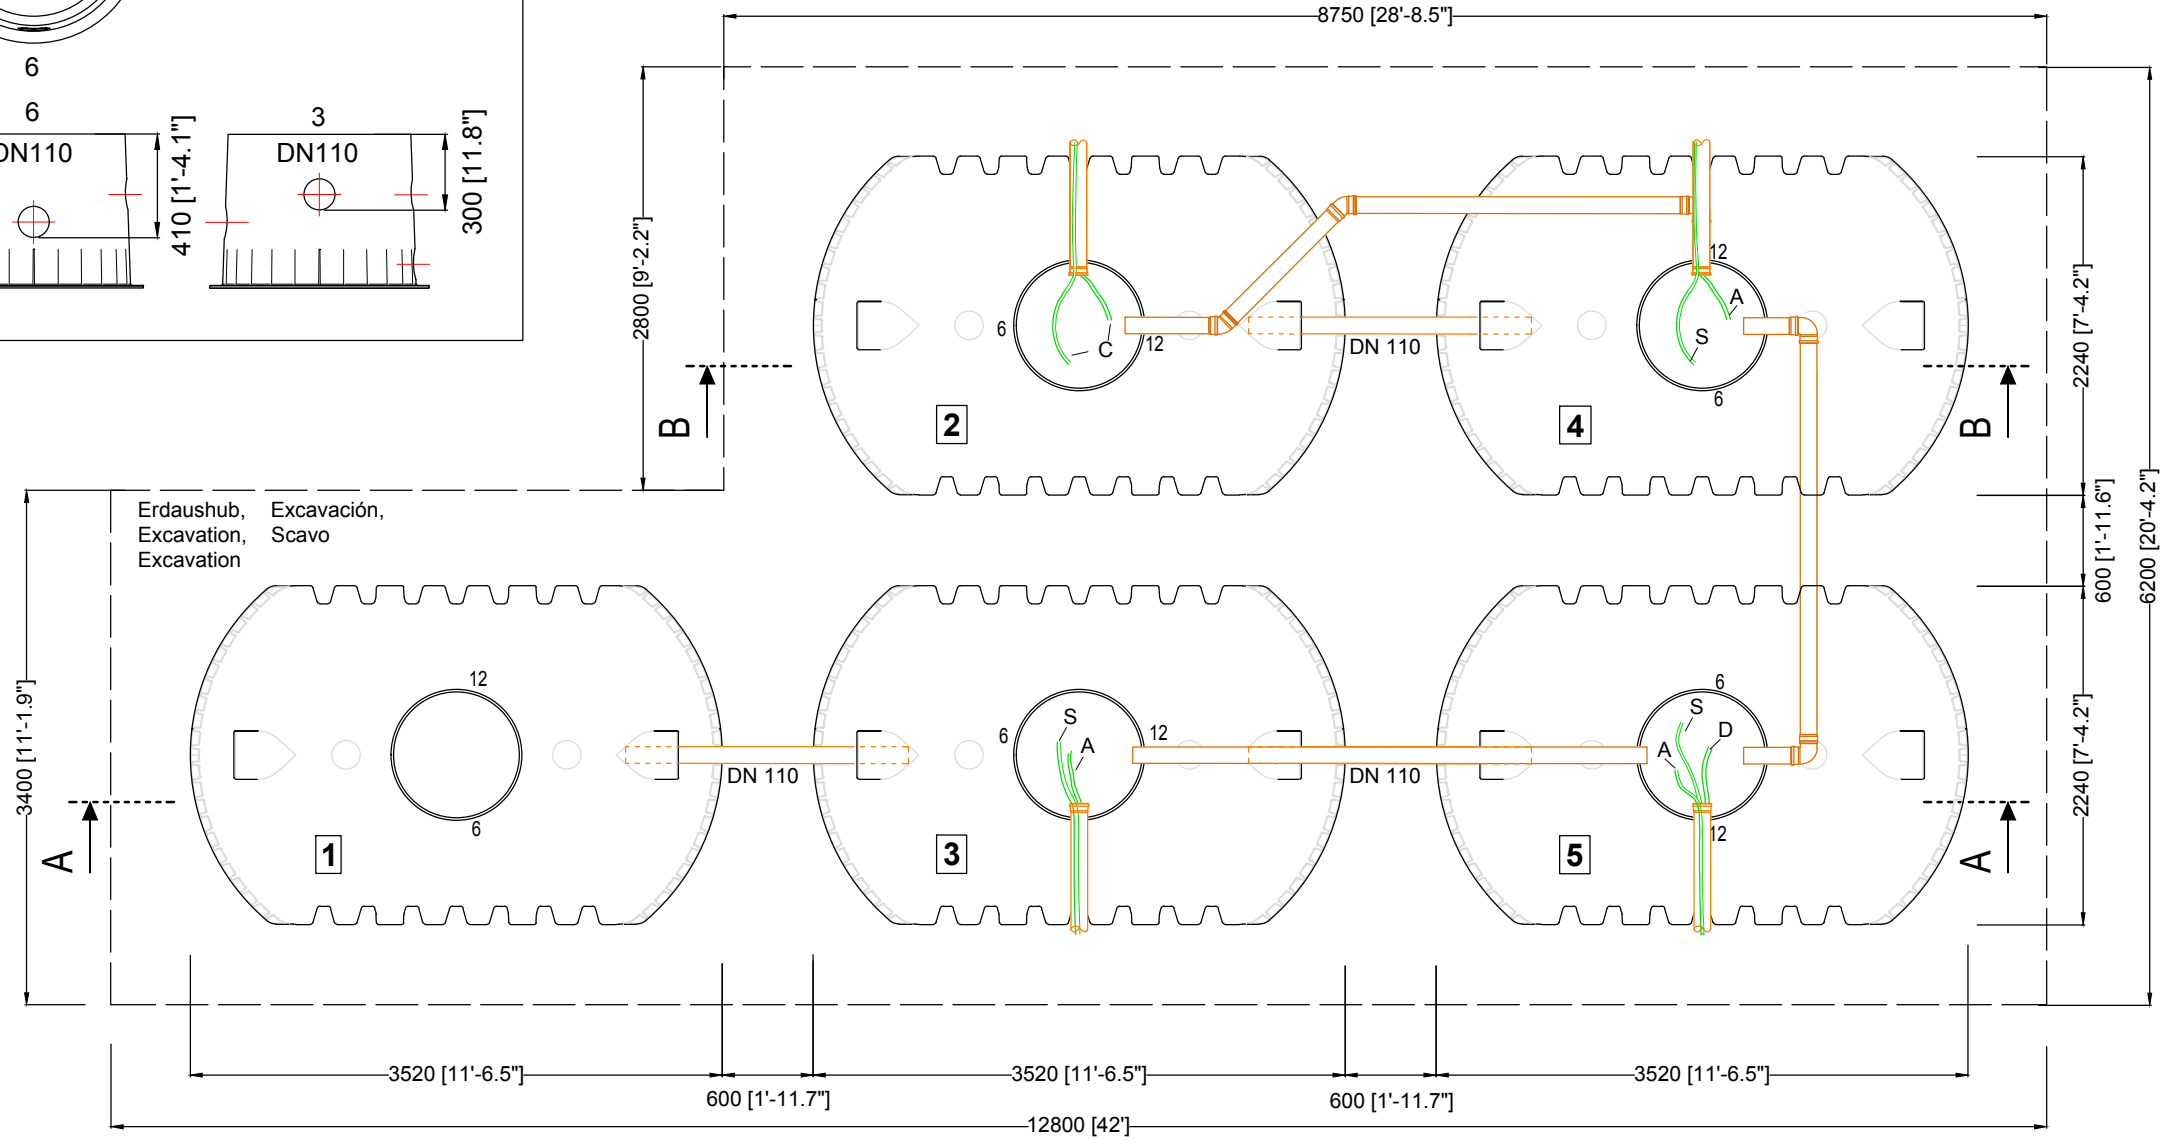 6
6
DN110
410 [1'-4.1"]
3
DN110
300 [11.8"]
8750 [28'-8.5"]
2800 [9'-2.2"]
6
12
C
2
DN 110
12
A
S
6
4
B
B
2240 [7'-4.2"]
600 [1'-11.6"]
6200 [20'-4.2"]
Erdaushub, Excavación,
Excavation, Scavo
Excavation
3400 [11'-1.9"]
12
6
1
DN 110
S
A
6
12
3
DN 110
6
S
D
A
12
5
A
A
2240 [7'-4.2"]
3520 [11'-6.5"]
3520 [11'-6.5"]
3520 [11'-6.5"]
600 [1'-11.7"]
600 [1'-11.7"]
12800 [42']